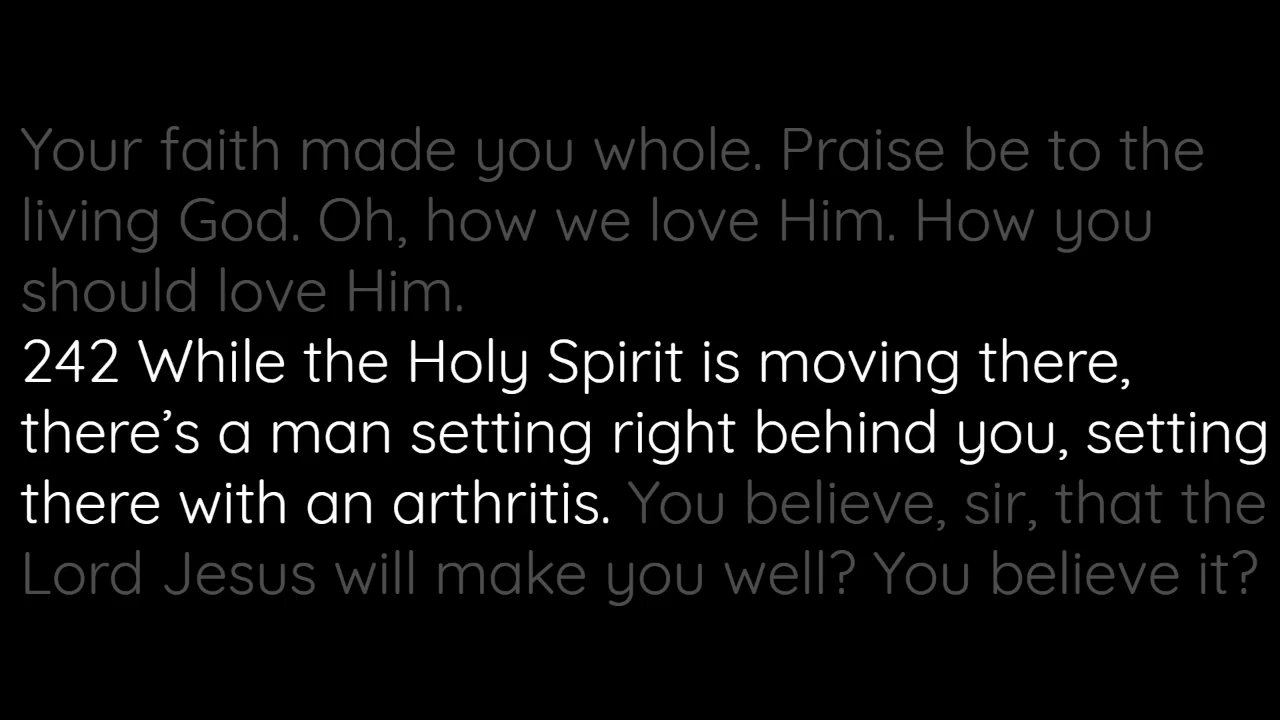 Your faith made you whole. Praise be to the
living God. Oh, how we love Him. How you
should love Him.
242 While the Holy Spirit is moving there,
there’s a man setting right behind you, setting
there with an arthritis. You believe, sir, that the
Lord Jesus will make you well? You believe it?